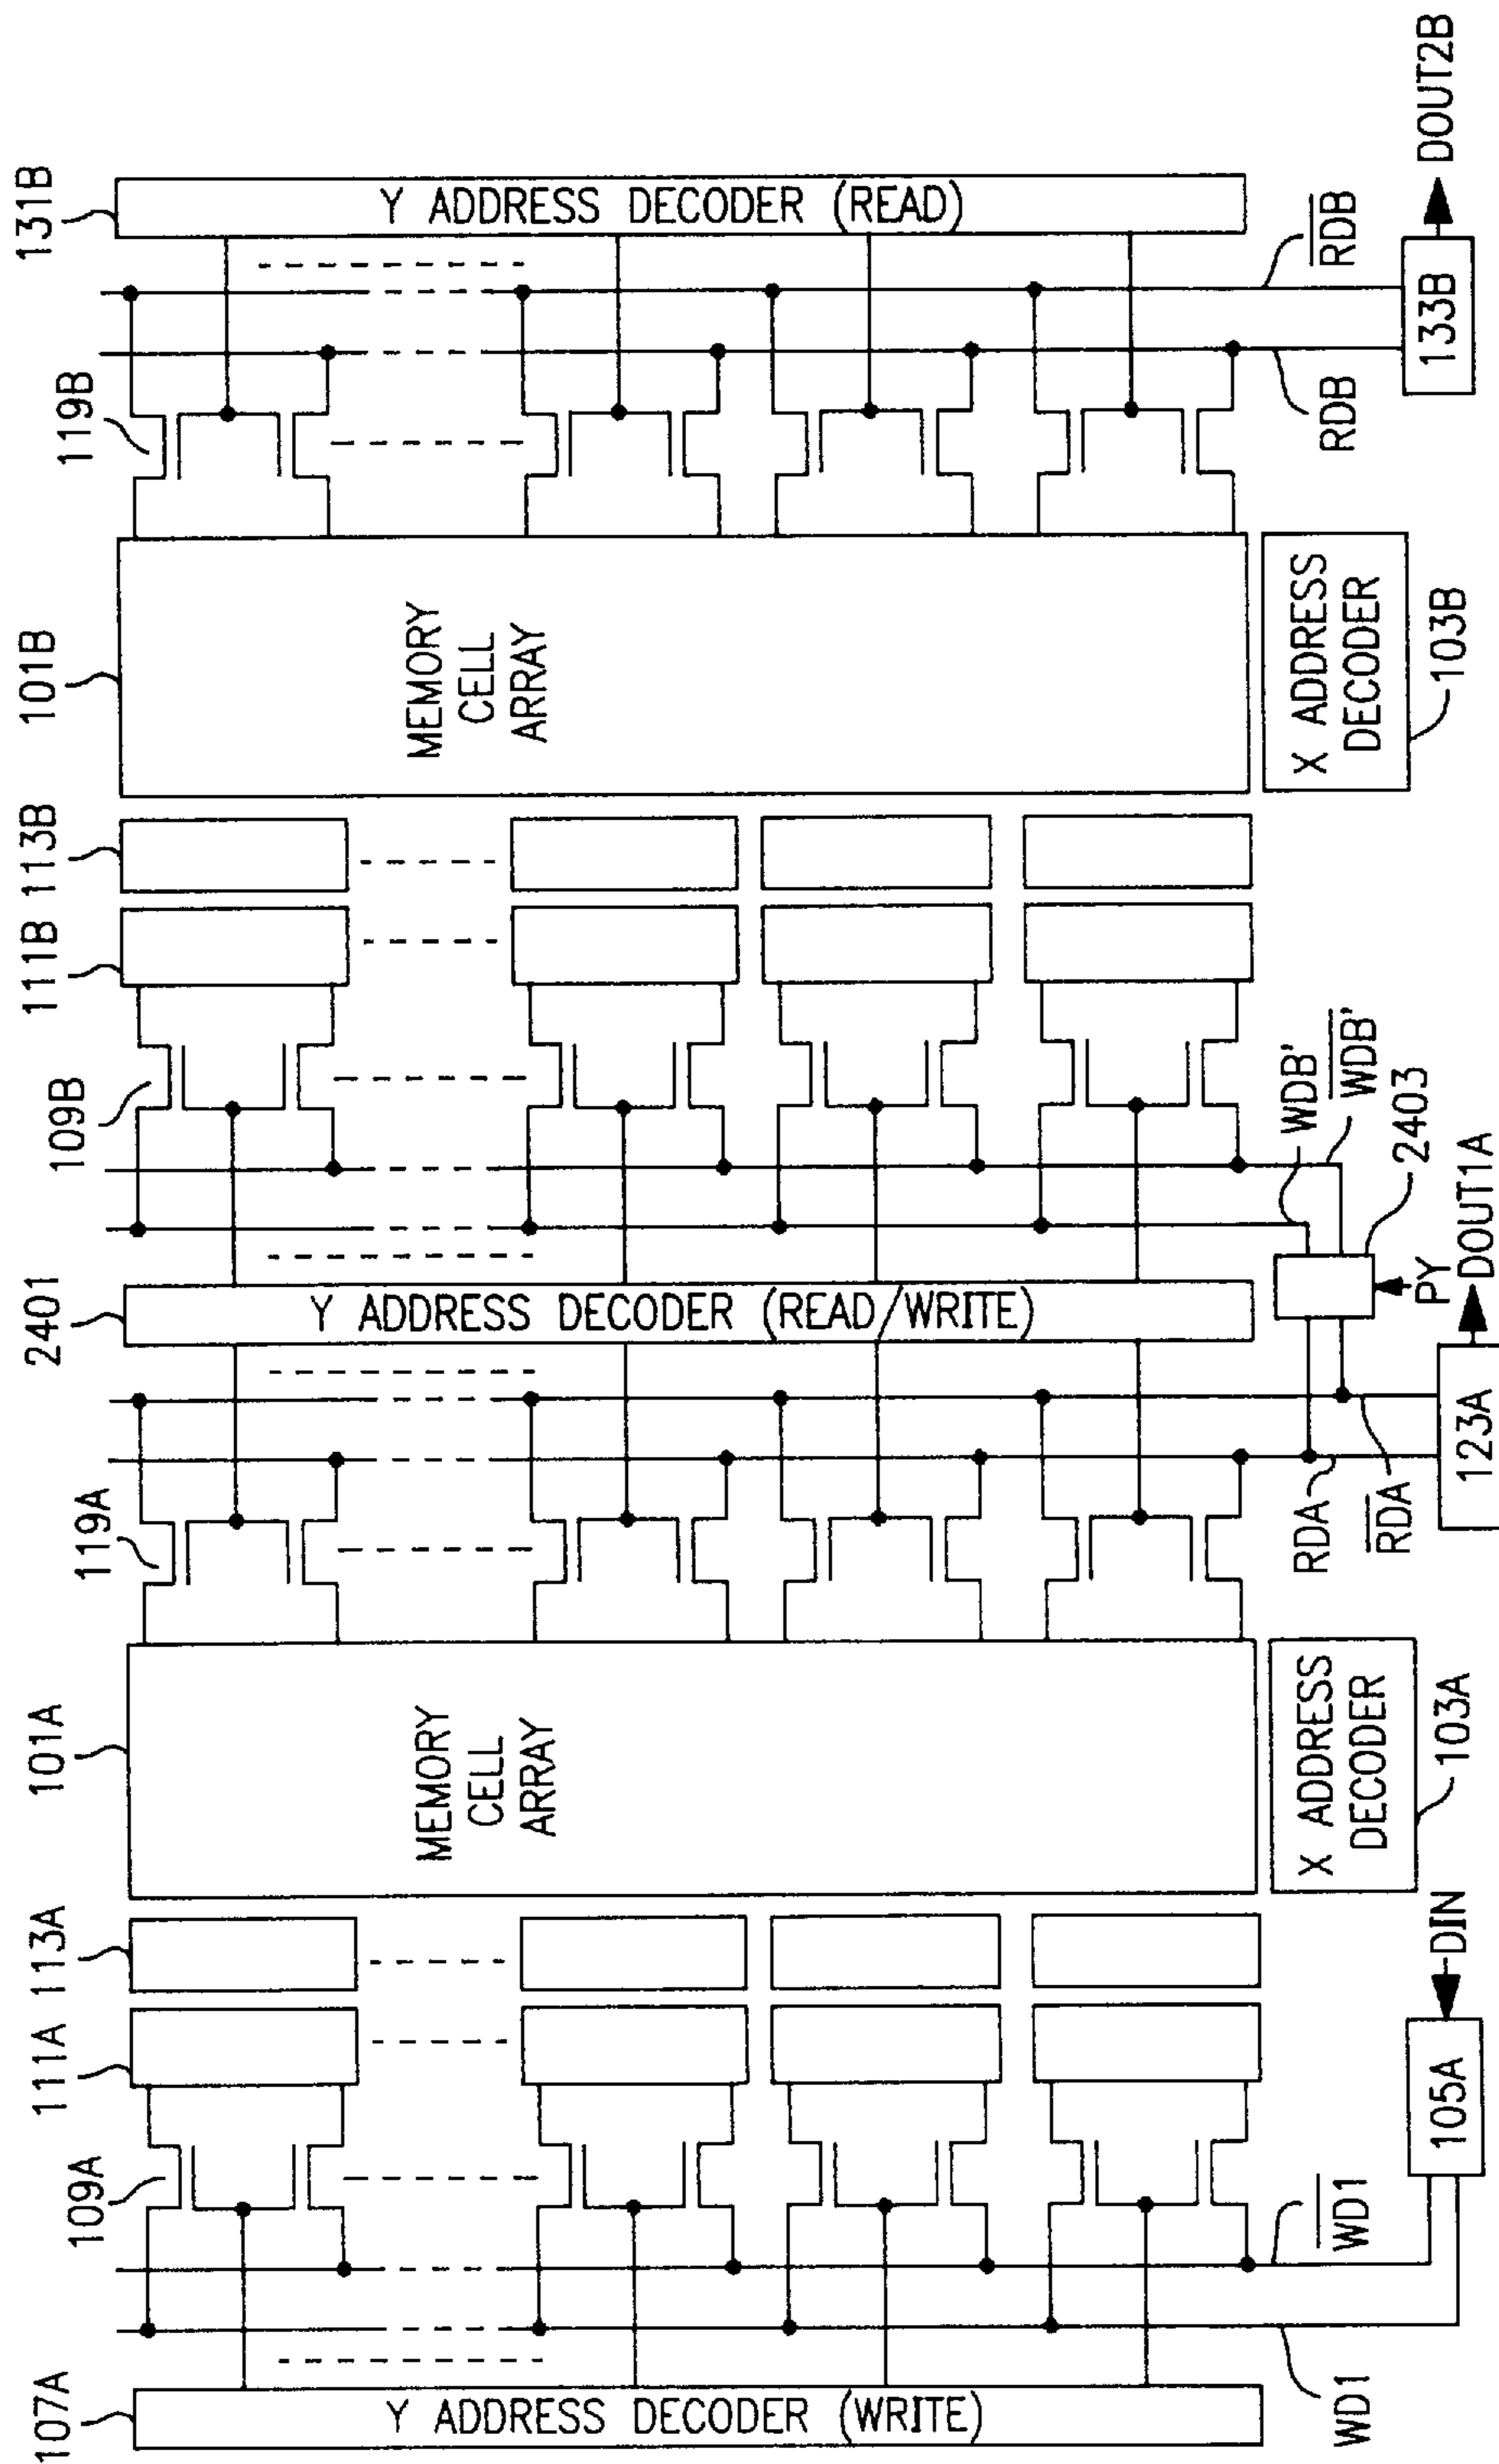 131B
Y ADDRESS DECODER (READ)
119B
RDB
RDB
133B
DOUT2B
101B
MEMORY
CELL
ARRAY
X ADDRESS
DECODER
103B
113B
111B
109B
WDB'
WDB'
2403
2401
Y ADDRESS DECODER (READ/WRITE)
PY
DOUT1A
119A
RDA
RDA
123A
101A
MEMORY
CELL
ARRAY
X ADDRESS
DECODER
103A
113A
111A
109A
DIN
105A
WD1
WD1
107A
Y ADDRESS DECODER (WRITE)